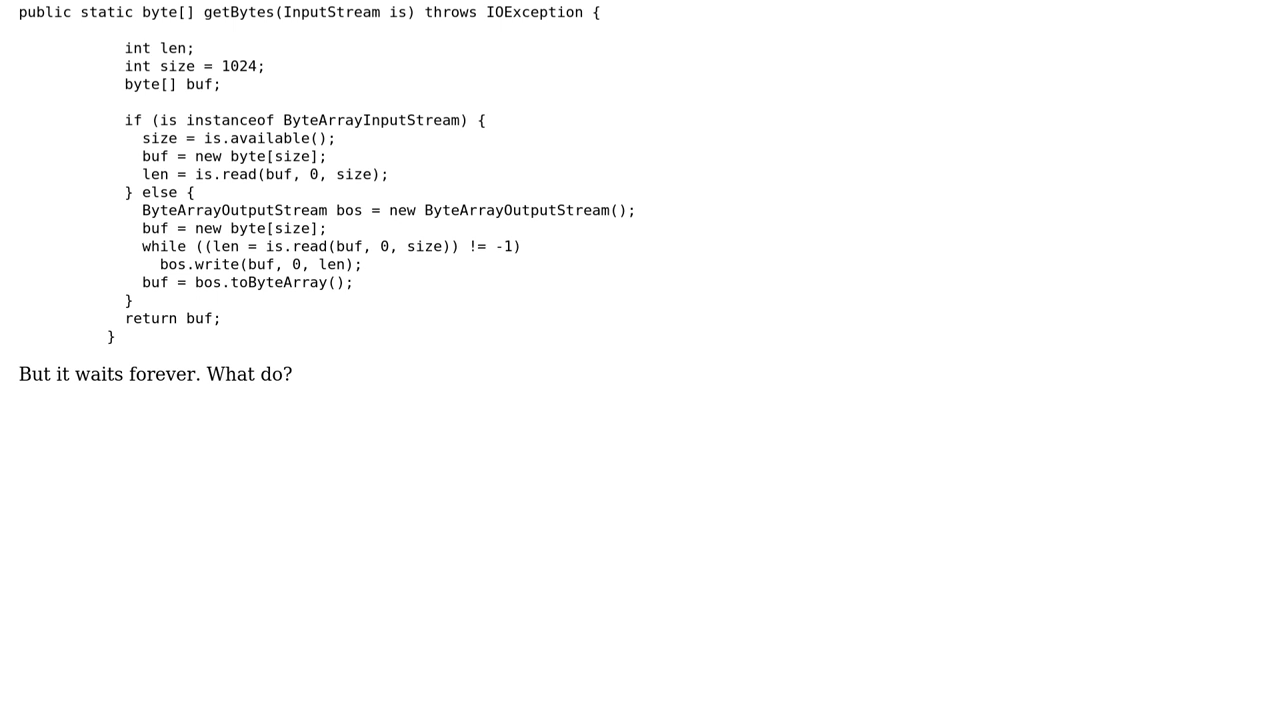 public static byte[] getBytes(InputStream is) throws IOException {
int len;
int size = 1024;
byte[] buf;
if (is instanceof ByteArrayInputStream) {
size = is.available();
buf = new byte[size];
len = is.read(buf, 0, size);
} else {
ByteArrayOutputStream bos = new ByteArrayOutputStream();
buf = new byte[size];
while ((len = is.read(buf, 0, size)) != -1)
bos.write(buf, 0, len);
buf = bos.toByteArray();
}
return buf;
}
But it waits forever. What do?